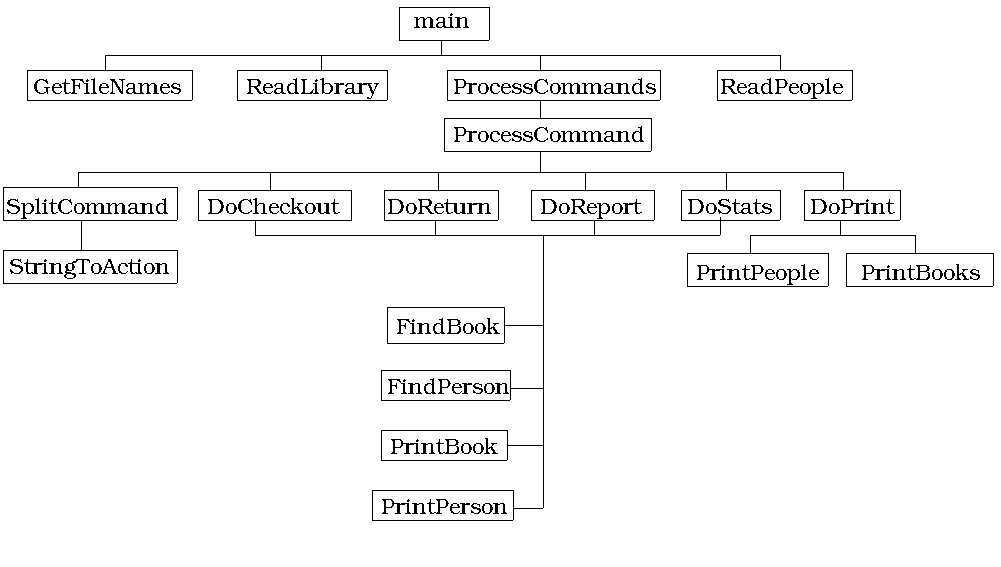 main
GetFileNames
ReadLibrary
ProcessCommands
ReadPeople
ProcessCommand
SplitCommand
DoCheckout
DoReturn
DoReport
DoStats
DoPrint
StringToAction
PrintPeople
PrintBooks
FindBook
FindPerson
PrintBook
PrintPerson